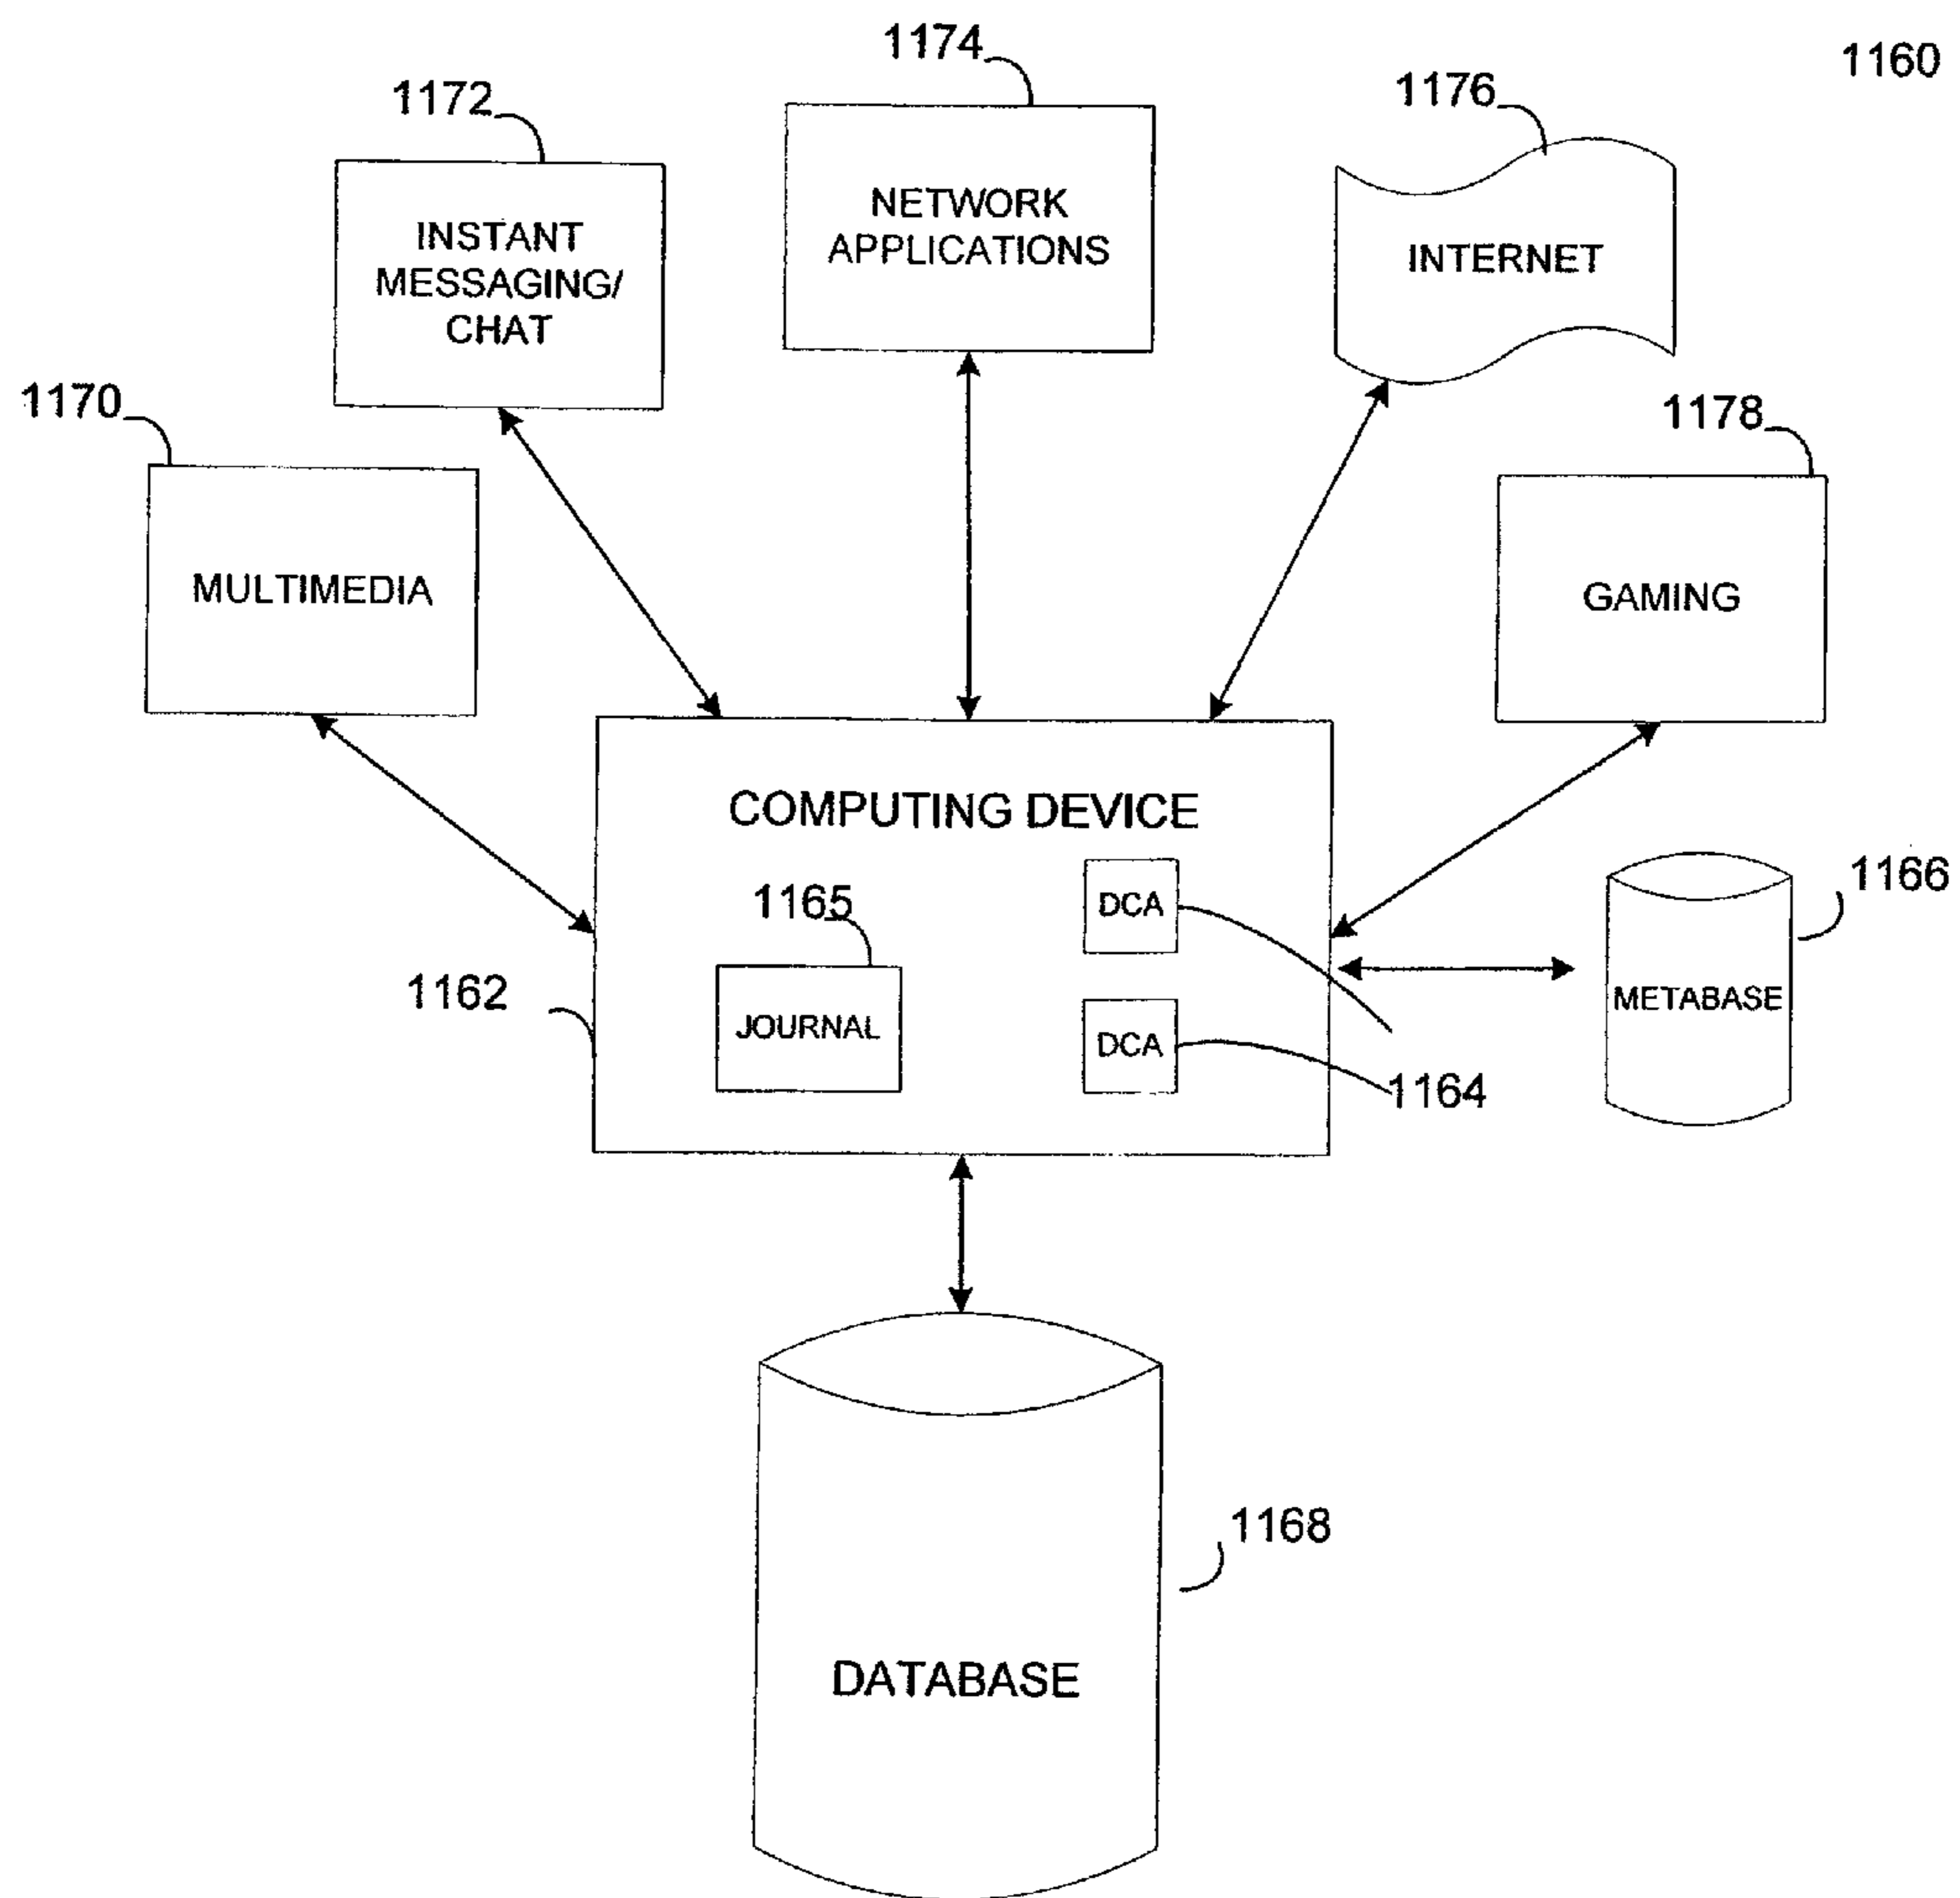 1174
1160
1172
1176
NETWORK
APPLICATIONS
INSTANT
MESSAGING/
CHAT
INTERNET
1170
1178
MULTIMEDIA
GAMING
COMPUTING DEVICE
1166
1165
DCA
1162
JOURNAL
DCA
METABASE
1164
1168
DATABASE